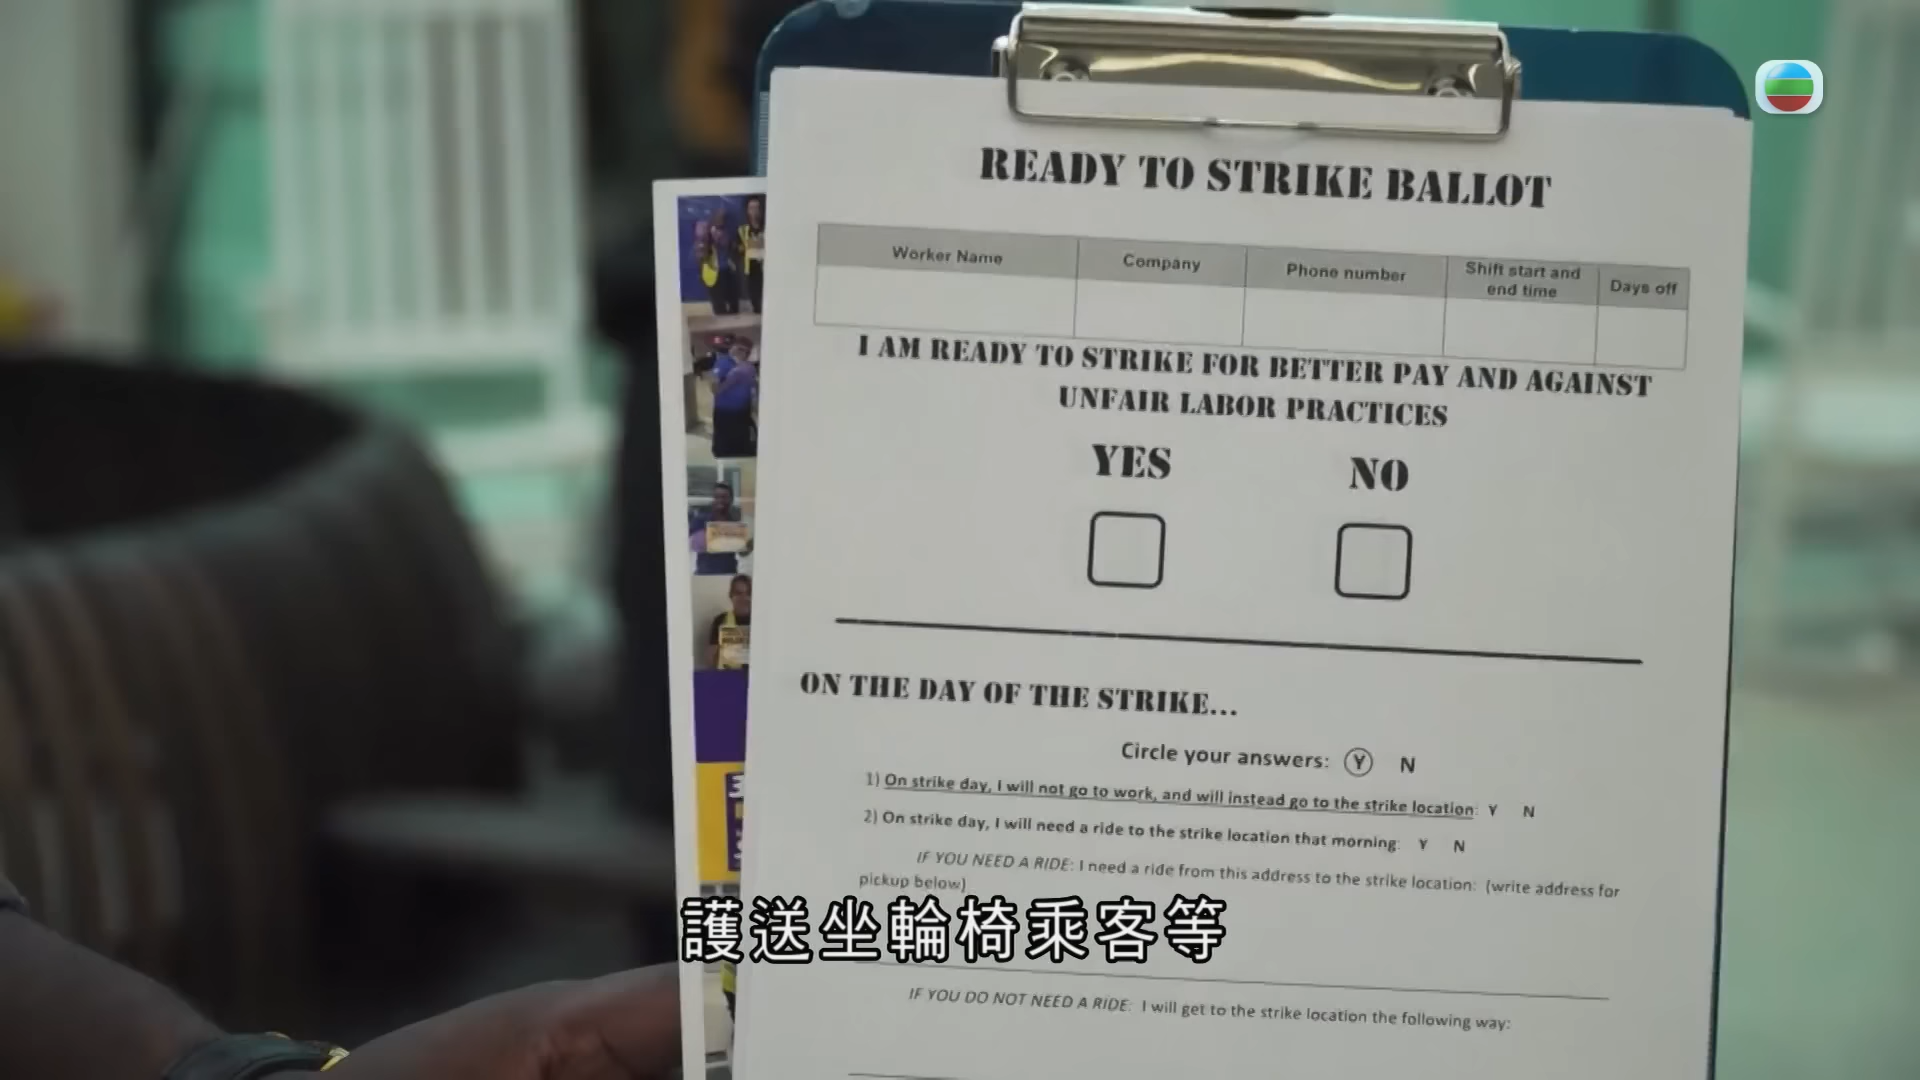 READY TO STRIKE BALLOT
Worker Name
Company
Phone number
Shift start and
end time
Days off
I AM READY TO STRIKE FOR BETTER PAY AND AGAINST
UNFAIR LABOR PRACTICES
YES NO
ON THE DAY OF THE STRIKE...
Circle your answers: Y N
1) On strike day, I will not go to work, and will instead go to the strike location: Y N
2) On strike day, I will need a ride to the strike location that morning: Y N
IF YOU NEED A RIDE: I need a ride from this address to the strike location: (write address for
pickup below)
護送坐輪椅乘客等
IF YOU DO NOT NEED A RIDE: I will get to the strike location the following way: